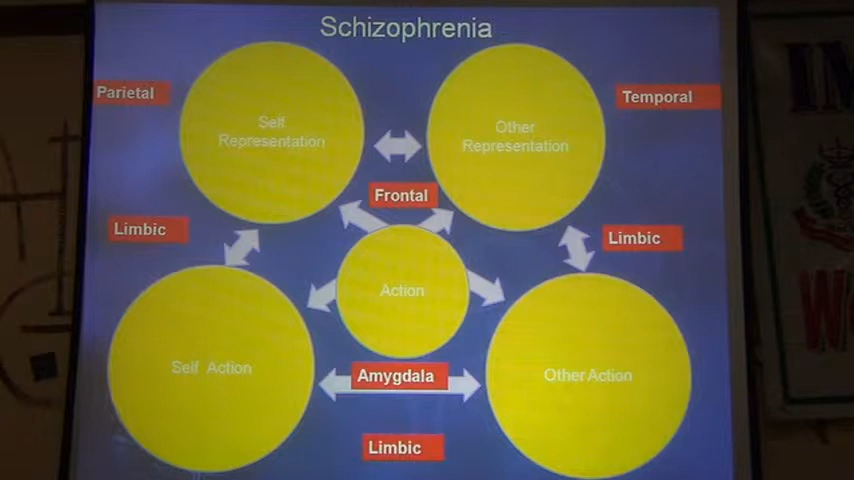 Schizophrenia
Parietal
Self
Representation
Other
Representation
Temporal
Frontal
Limbic
Limbic
Action
Self Action
Amygdala
Other Action
Limbic